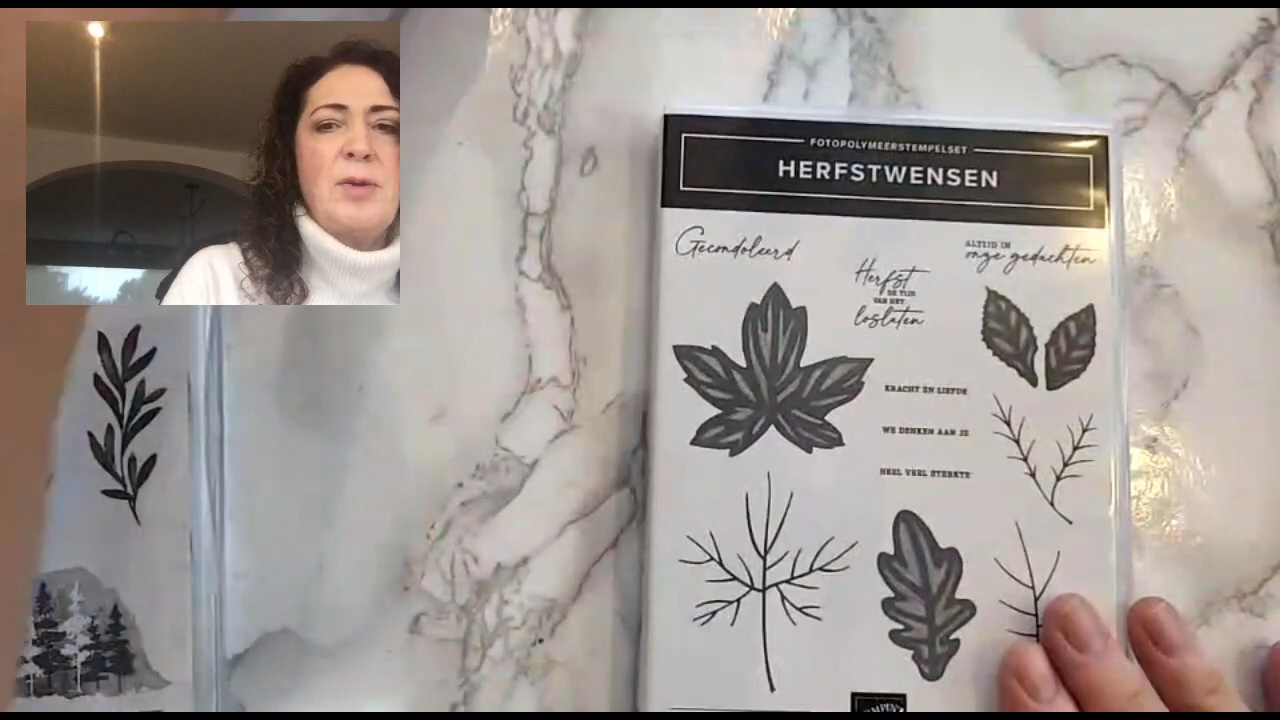 FOTOPOLYMEERSTEMPELSET
HERFSTWENSEN
Gecondoleerd
ALTIJD IN
onze gedachten
Herfst
DE TIJD
VAN HET
loslaten
KRACHT EN LIEFDE
WE DENKEN AAN JE
HEEL VEEL STERKTE